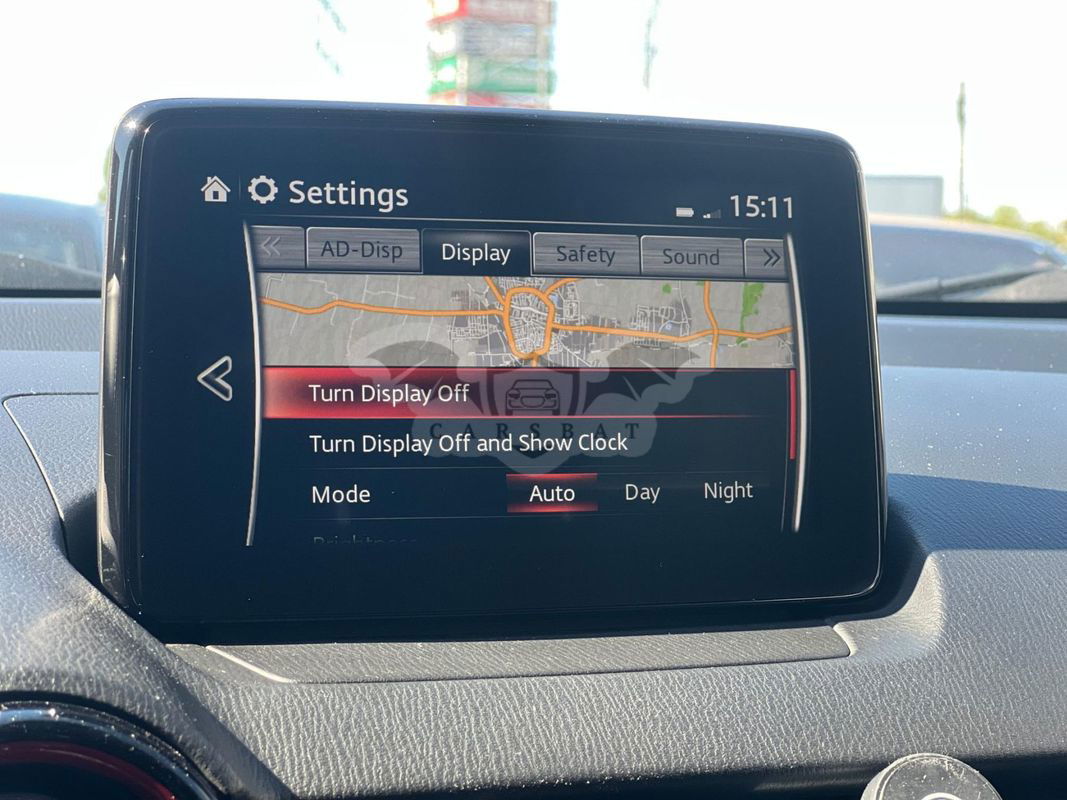 Settings
15:11
AD-Disp Display Safety Sound
Turn Display Off
CARSBAT
Turn Display Off and Show Clock
Mode Auto Day Night
Brightness